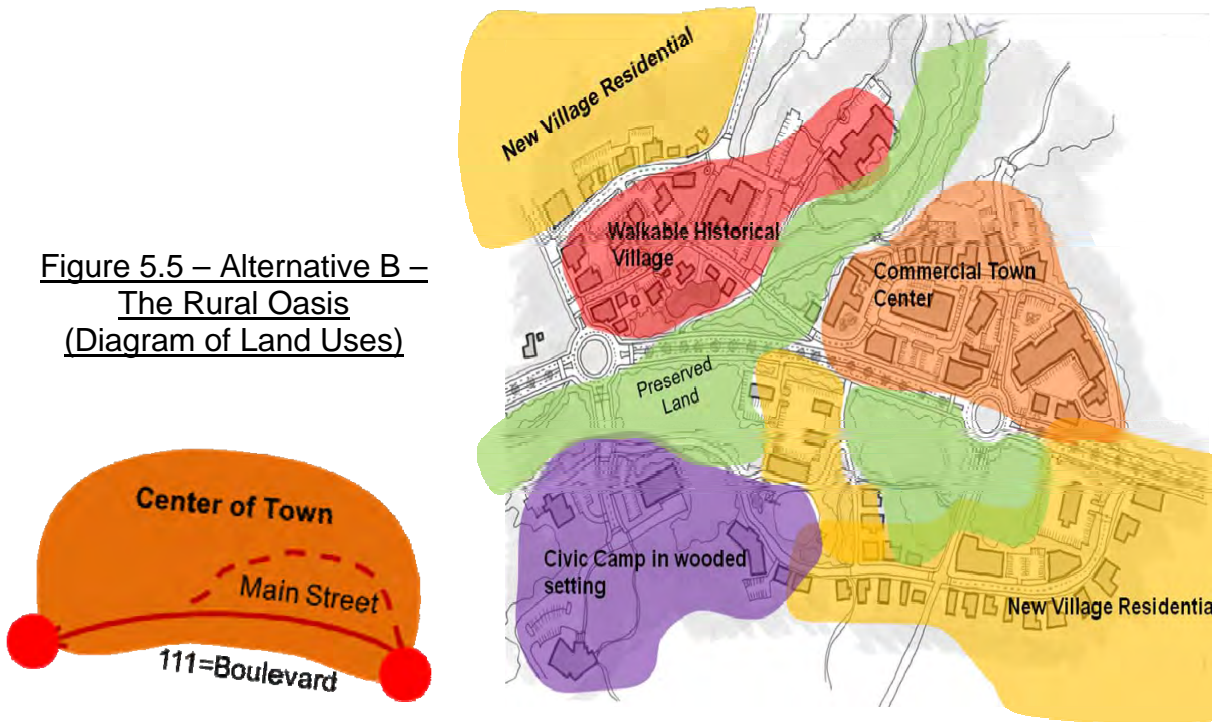 Figure 5.5 – Alternative B –
The Rural Oasis
(Diagram of Land Uses)
Center of Town
Main Street
111=Boulevard
New Village Residential
Walkable Historical
Village
Commercial Town
Center
Preserved
Land
Civic Camp in wooded
setting
New Village Residential